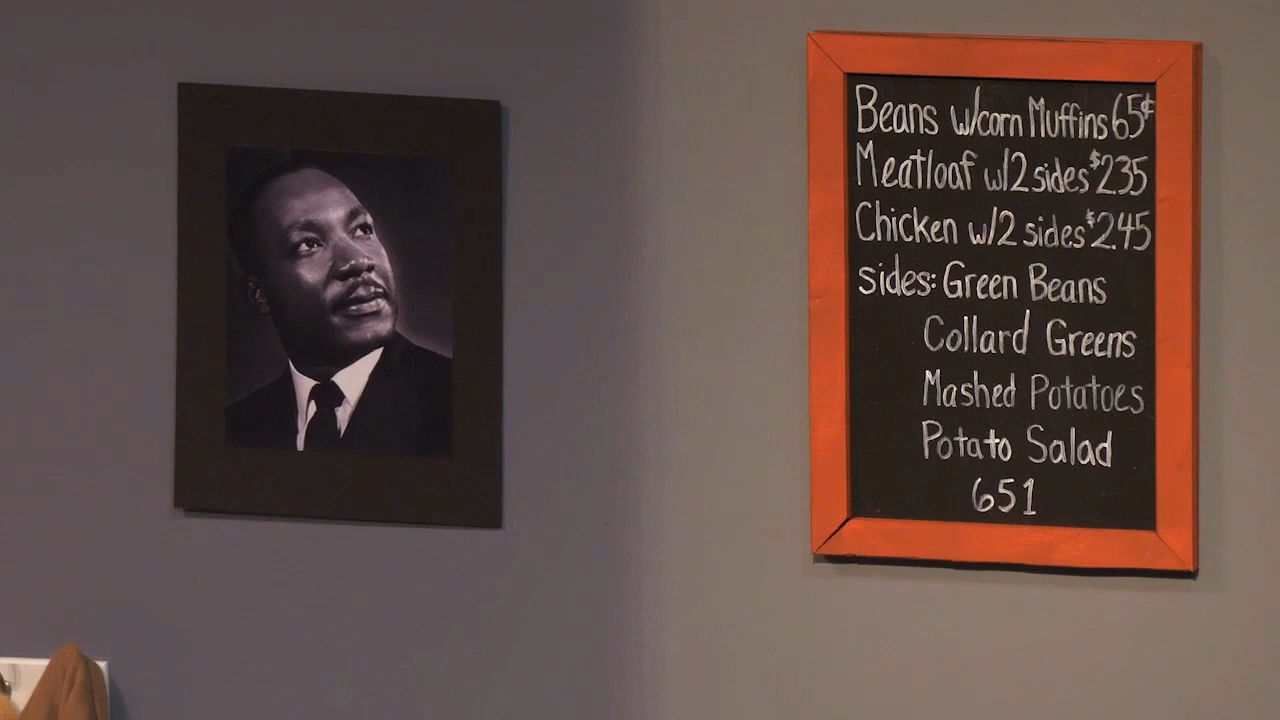 Beans w/corn Muffins 65¢
Meatloaf w/2 sides $2.35
Chicken w/2 sides $2.45
sides: Green Beans
Collard Greens
Mashed Potatoes
Potato Salad
651